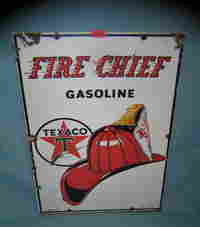 FIRE CHIEF
GASOLINE
TEXACO
T